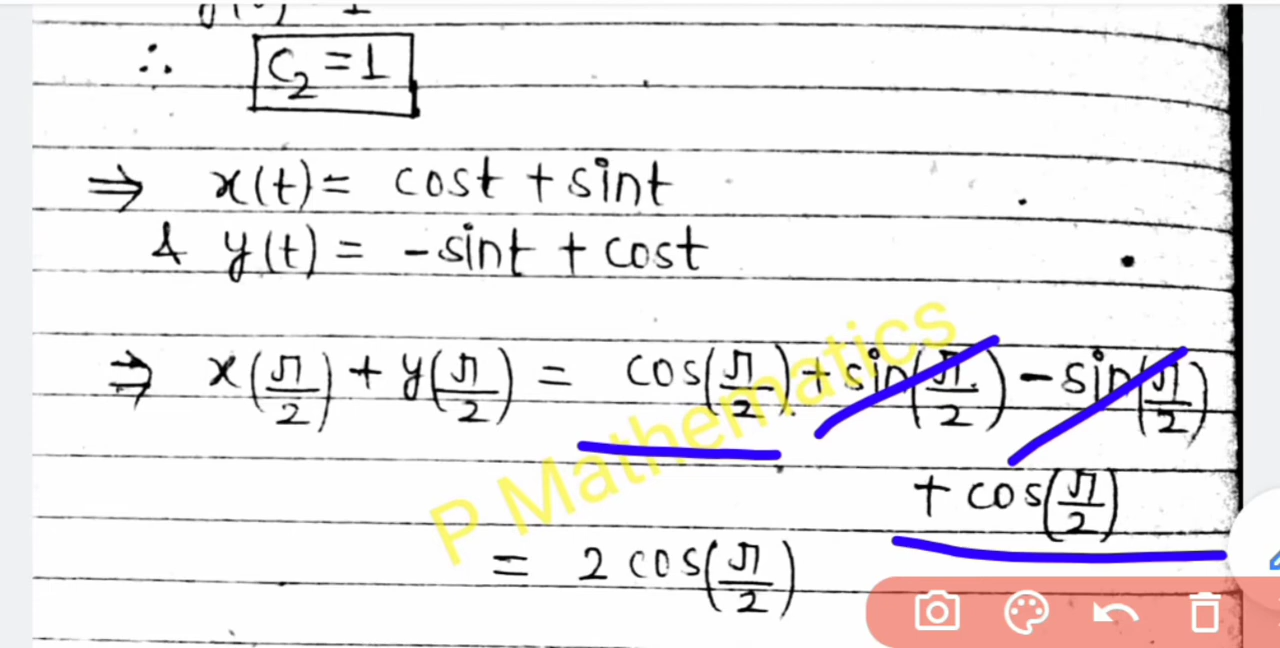 ∴ C₂ = 1
⇒ x(t) = cost + sint
& y(t) = -sint + cost
⇒ x(π/2) + y(π/2) = cos(π/2) + sin(π/2) - sin(π/2)
+ cos(π/2)
= 2 cos(π/2)
P Mathematics